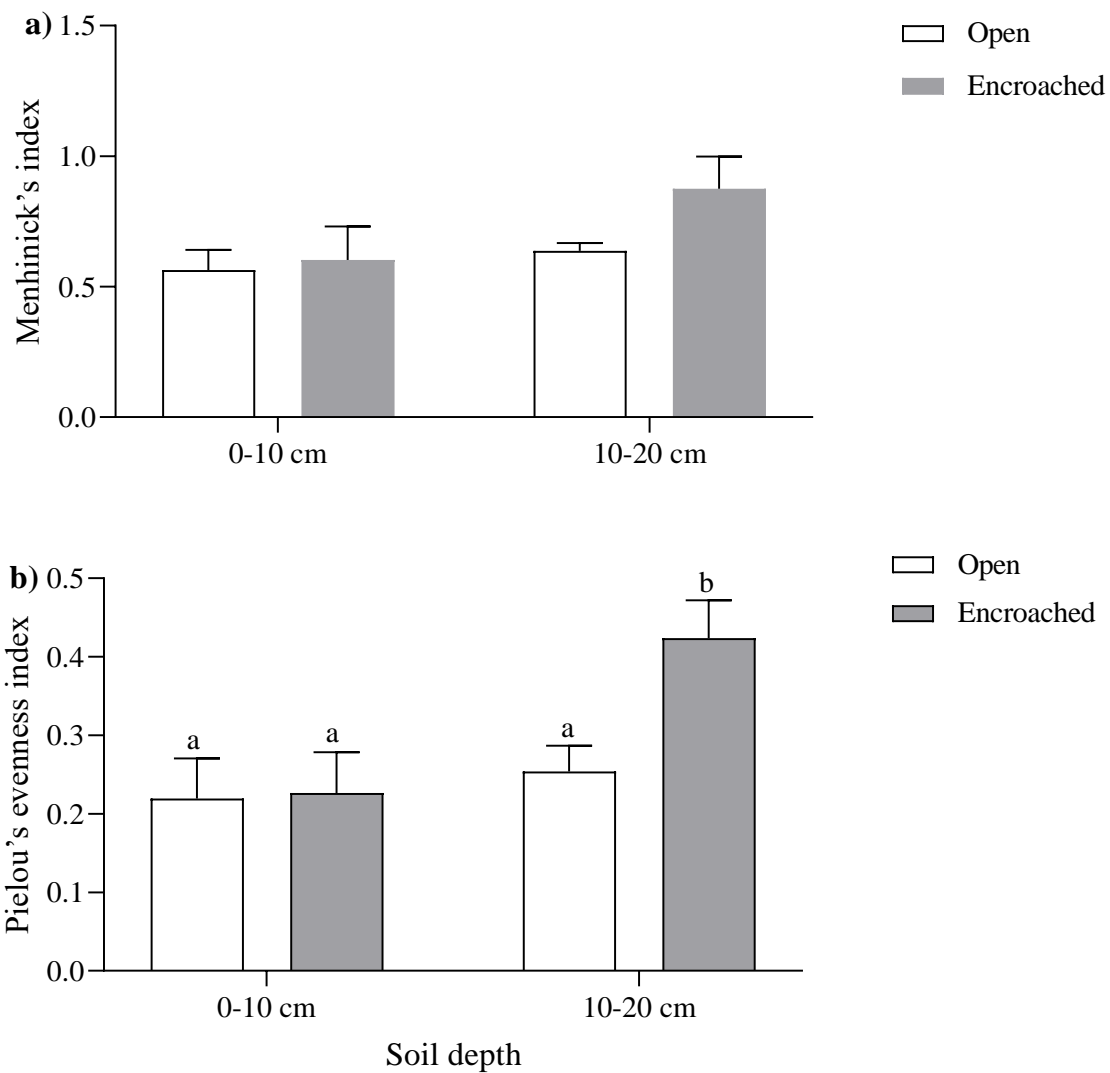 a)
1.5
1.0
0.5
0.0
Menhinick's index
0-10 cm
10-20 cm
Open
Encroached
b)
0.5
0.4
0.3
0.2
0.1
0.0
Pielou's evenness index
a
a
a
b
0-10 cm
10-20 cm
Soil depth
Open
Encroached